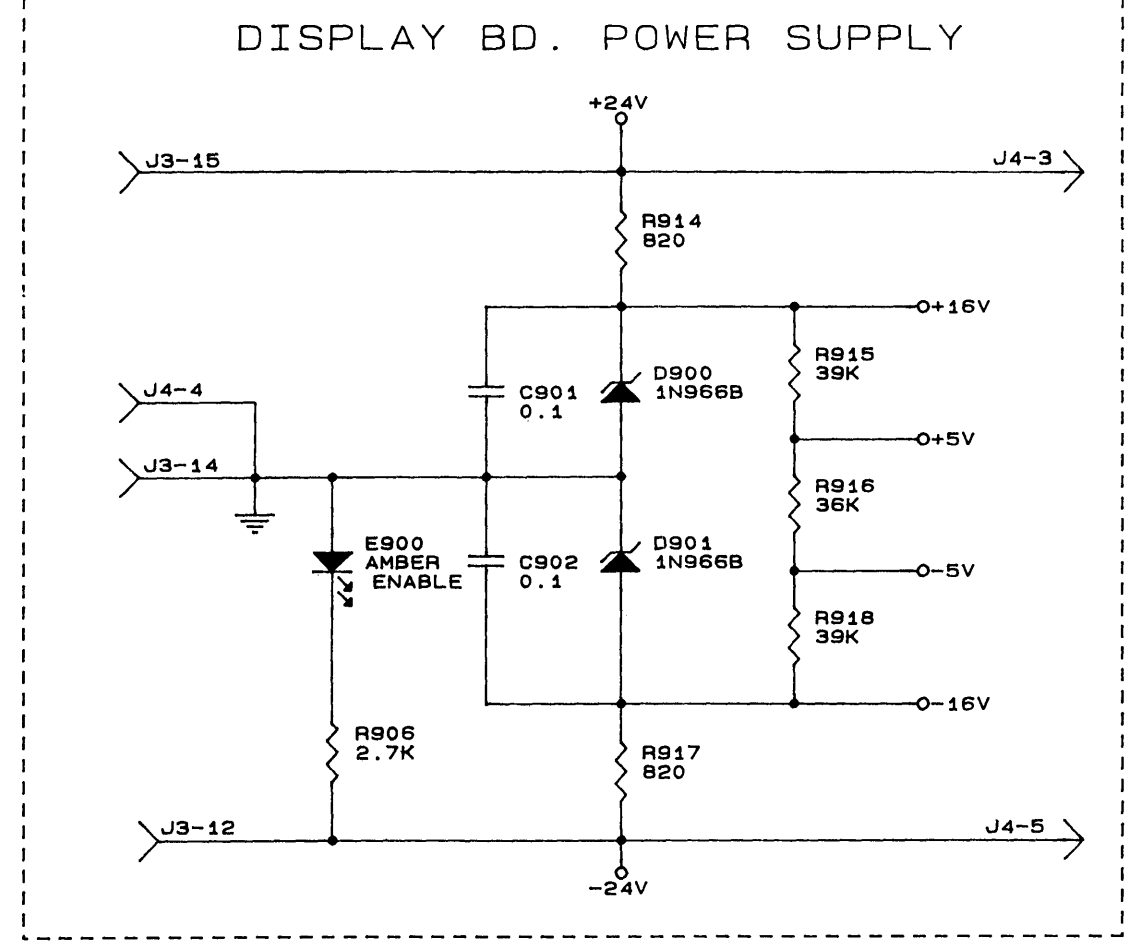 DISPLAY BD. POWER SUPPLY
+24V
J3-15
J4-3
R914
820
+16V
R915
39K
D900
1N966B
C901
0.1
J4-4
+5V
J3-14
R916
36K
E900
AMBER
ENABLE
C902
0.1
D901
1N966B
-5V
R918
39K
-16V
R906
2.7K
R917
820
J3-12
J4-5
-24V